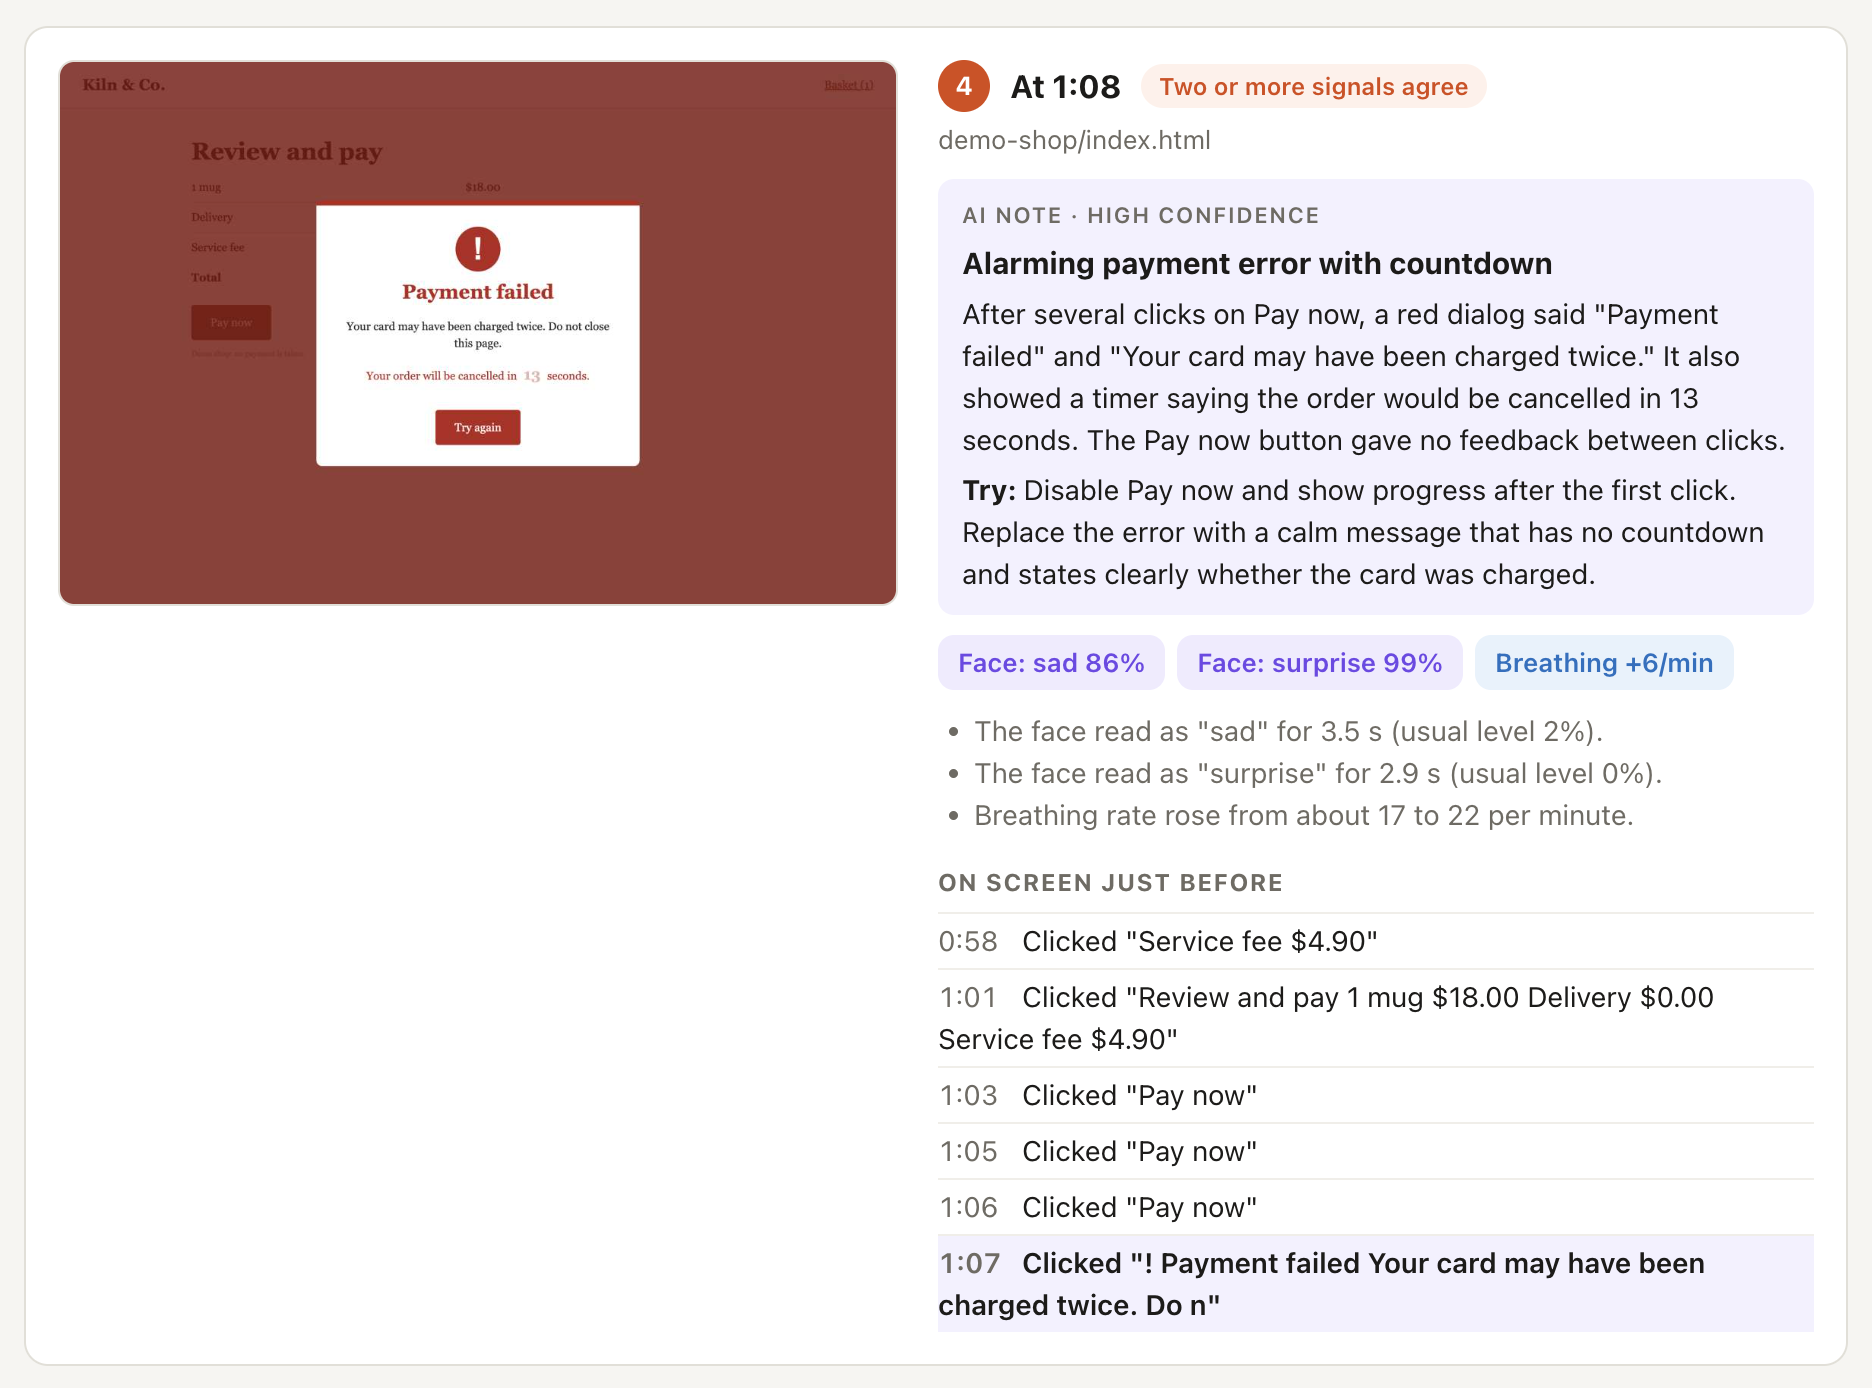 Kiln & Co.
Basket (1)
Review and pay
1 mug $18.00
Delivery
Service fee
Total
Pay now
!
Payment failed
Your card may have been charged twice. Do not close
this page.
Your order will be cancelled in 13 seconds.
Try again
4 At 1:08 Two or more signals agree
demo-shop/index.html
AI NOTE · HIGH CONFIDENCE
Alarming payment error with countdown
After several clicks on Pay now, a red dialog said "Payment
failed" and "Your card may have been charged twice." It also
showed a timer saying the order would be cancelled in 13
seconds. The Pay now button gave no feedback between clicks.
Try: Disable Pay now and show progress after the first click.
Replace the error with a calm message that has no countdown
and states clearly whether the card was charged.
Face: sad 86% Face: surprise 99% Breathing +6/min
• The face read as "sad" for 3.5 s (usual level 2%).
• The face read as "surprise" for 2.9 s (usual level 0%).
• Breathing rate rose from about 17 to 22 per minute.
ON SCREEN JUST BEFORE
0:58 Clicked "Service fee $4.90"
1:01 Clicked "Review and pay 1 mug $18.00 Delivery $0.00
Service fee $4.90"
1:03 Clicked "Pay now"
1:05 Clicked "Pay now"
1:06 Clicked "Pay now"
1:07 Clicked "! Payment failed Your card may have been
charged twice. Do n"